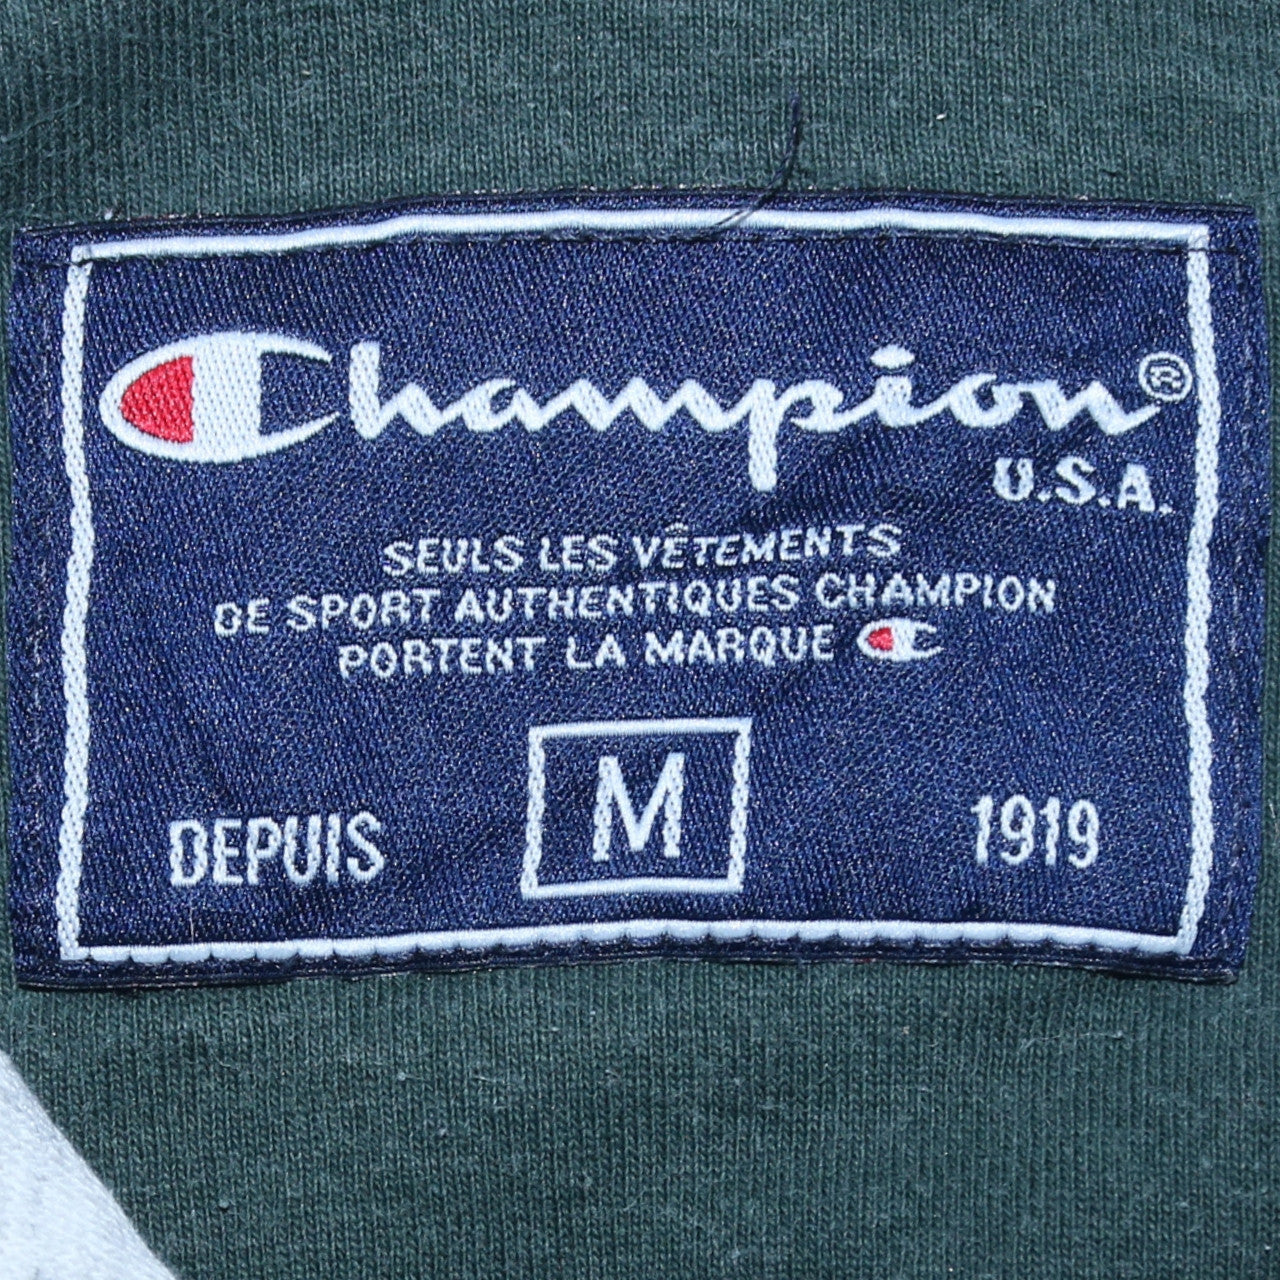 Champion®
U.S.A.
SEULS LES VÊTEMENTS
DE SPORT AUTHENTIQUES CHAMPION
PORTENT LA MARQUE C
DEPUIS M 1919